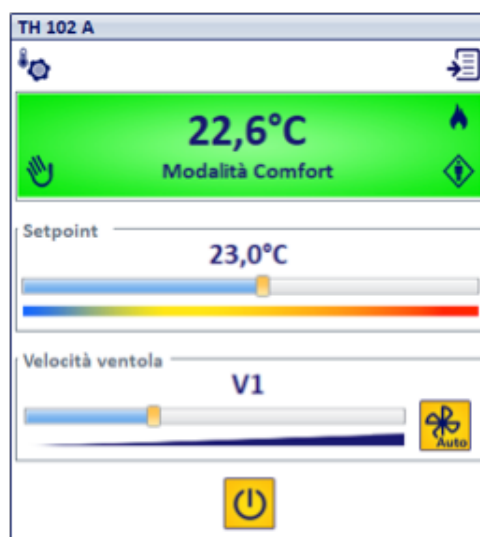 TH 102 A
22,6°C
Modalità Comfort
Setpoint
23,0°C
Velocità ventola
V1
Auto